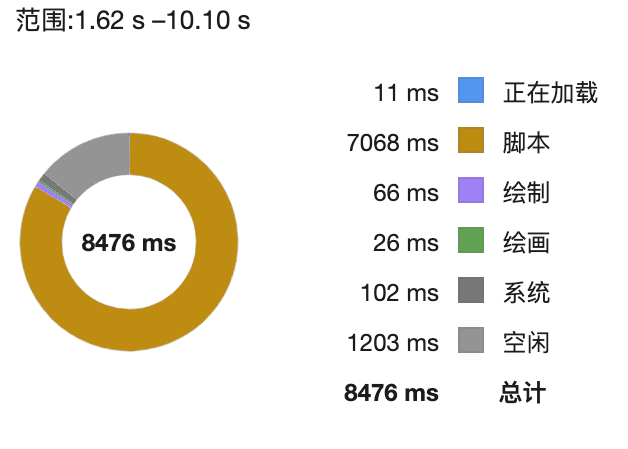 范围:1.62 s –10.10 s
11 ms 正在加载
7068 ms 脚本
66 ms 绘制
26 ms 绘画
102 ms 系统
1203 ms 空闲
8476 ms 总计
8476 ms